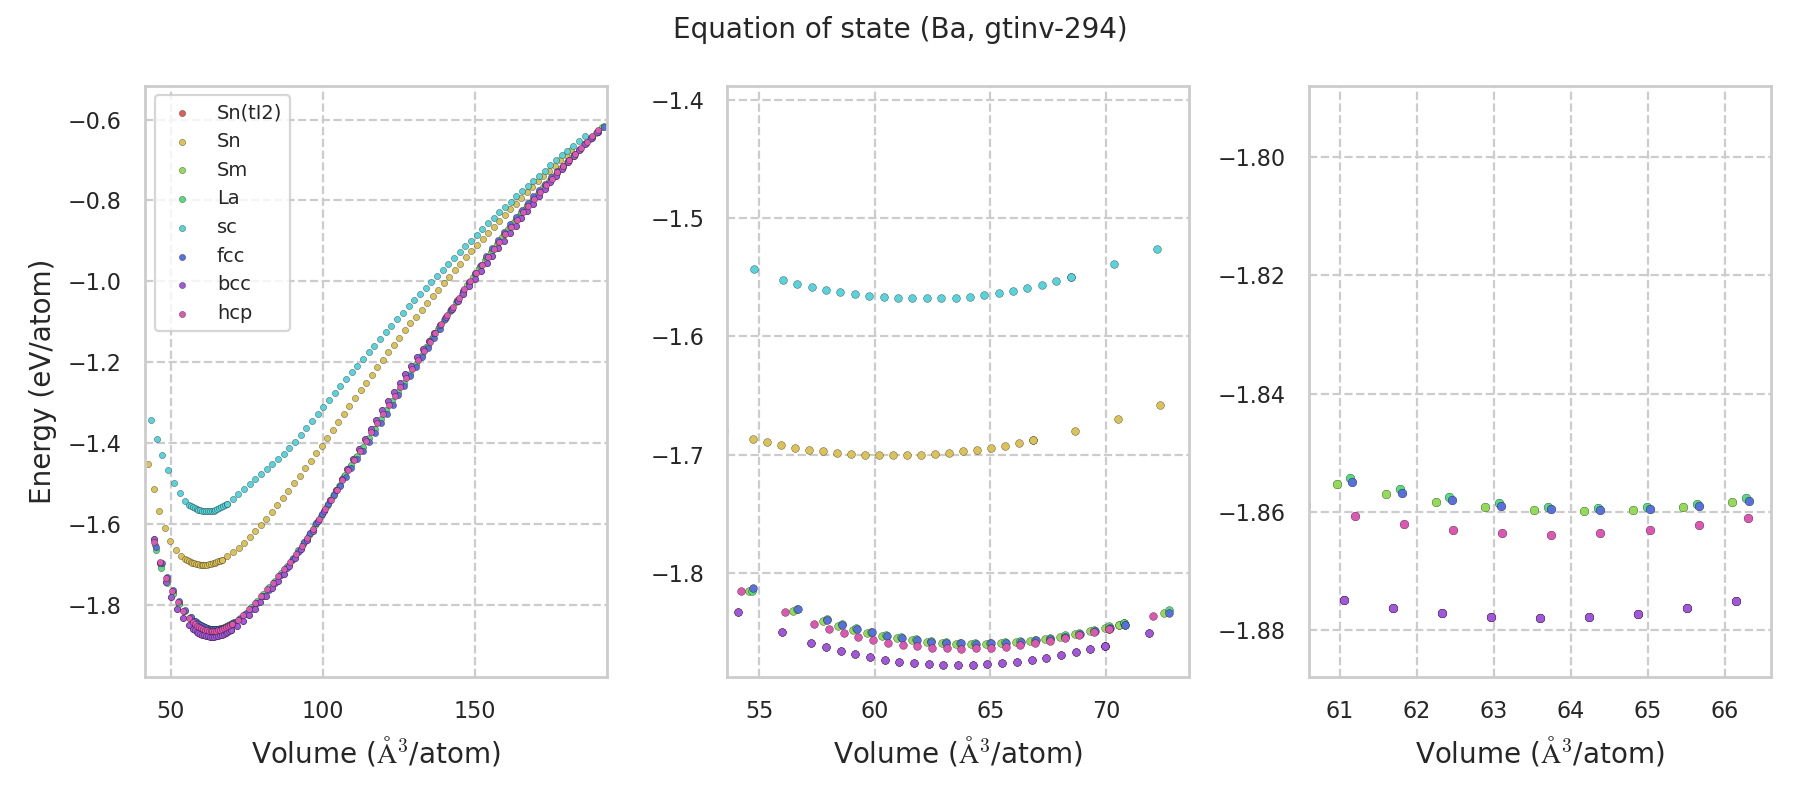 Equation of state (Ba, gtinv-294)
Energy (eV/atom)
−0.6
−0.8
−1.0
−1.2
−1.4
−1.6
−1.8
Sn(tI2)
Sn
Sm
La
sc
fcc
bcc
hcp
50 100 150
Volume (Å³/atom)
−1.4
−1.5
−1.6
−1.7
−1.8
55 60 65 70
Volume (Å³/atom)
−1.80
−1.82
−1.84
−1.86
−1.88
61 62 63 64 65 66
Volume (Å³/atom)